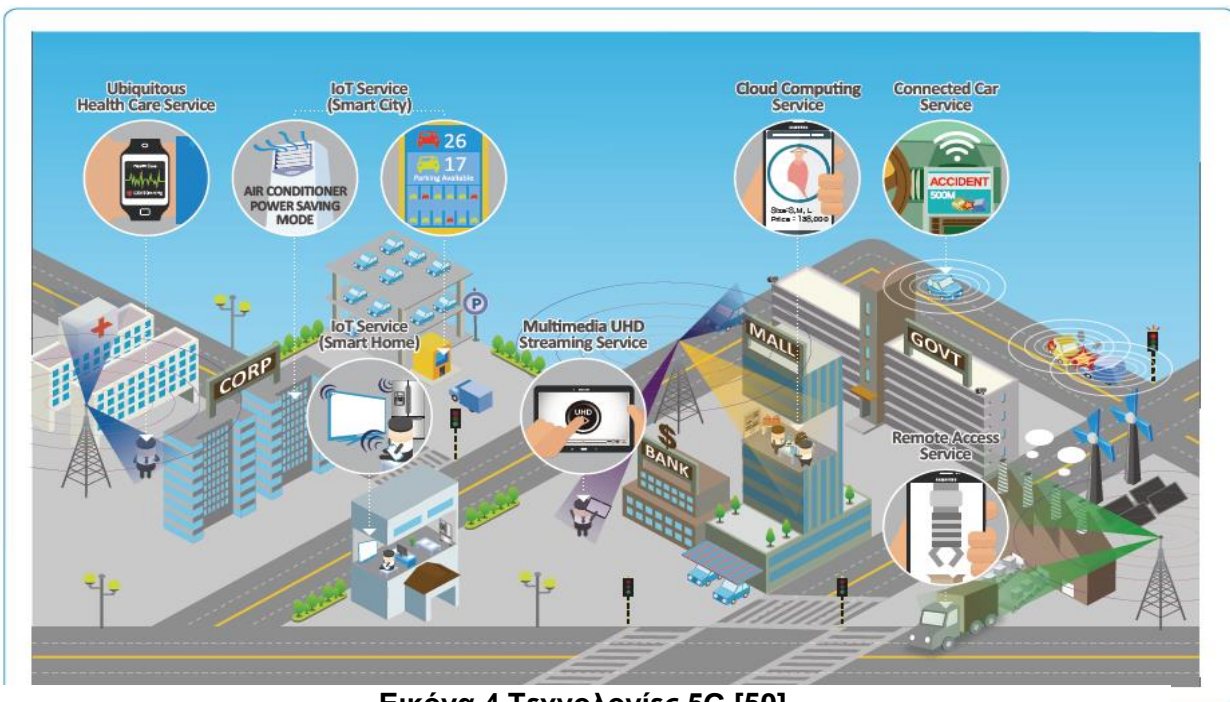 Ubiquitous
Health Care Service
IoT Service
(Smart City)
Cloud Computing
Service
Connected Car
Service
AIR CONDITIONER
POWER SAVING
MODE
26
17
Parking Available
Size:S,M, L
ACCIDENT
500M
P
IoT Service
(Smart Home)
Multimedia UHD
Streaming Service
MALL
GOVT
CORP
UHD
$
BANK
Remote Access
Service
Εικόνα 4 Τεχνολογίες 5G [50]